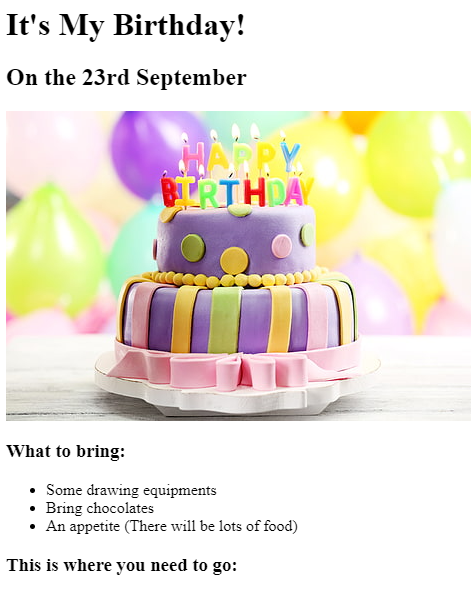 It's My Birthday!
On the 23rd September
HAPPY
BIRTHDAY
What to bring:
Some drawing equipments
Bring chocolates
An appetite (There will be lots of food)
This is where you need to go: